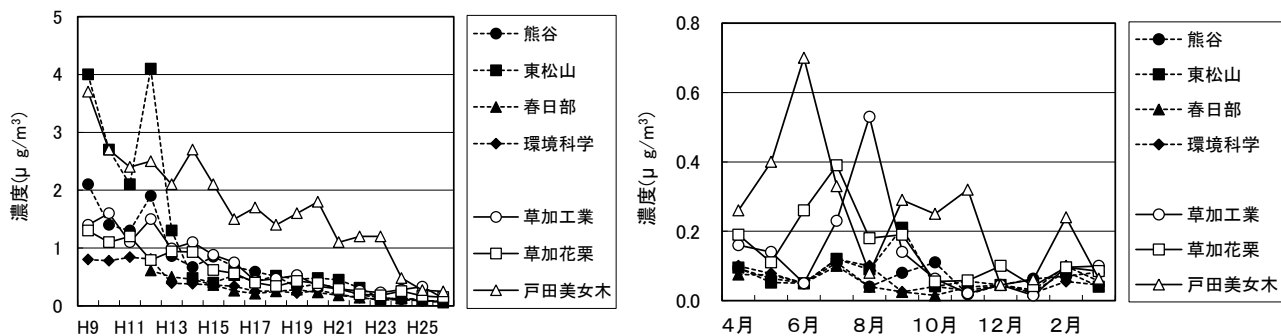 5
4
3
2
1
0
濃度(μ g/m³)
H9 H11 H13 H15 H17 H19 H21 H23 H25
熊谷
東松山
春日部
環境科学
草加工業
草加花栗
戸田美女木
0.8
0.6
0.4
0.2
0.0
濃度(μ g/m³)
4月 6月 8月 10月 12月 2月
熊谷
東松山
春日部
環境科学
草加工業
草加花栗
戸田美女木